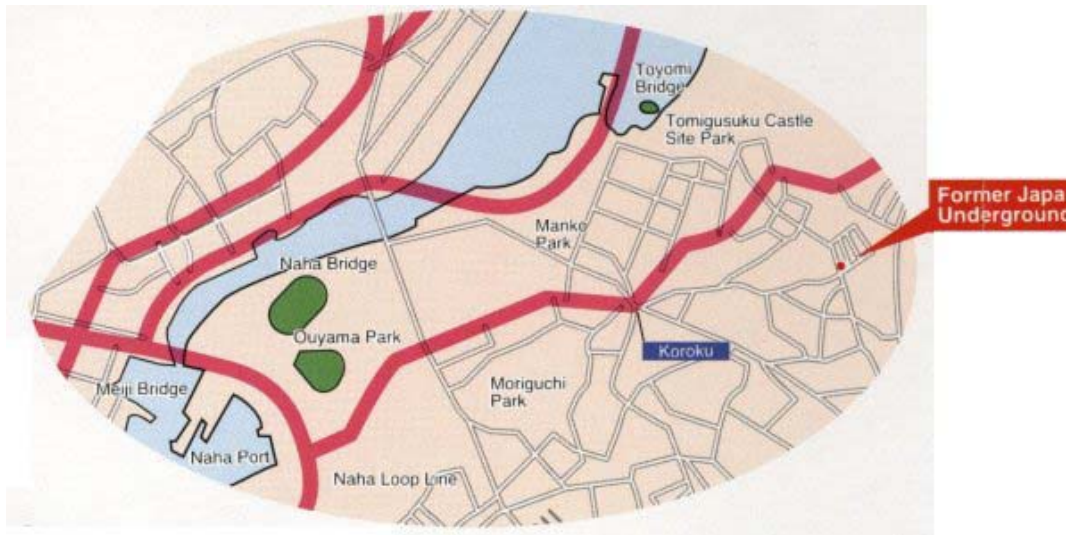 Toyomi
Bridge
Tomigusuku Castle
Site Park
Former Japa
Underground
Manko
Park
Naha Bridge
Ouyama Park
Koroku
Meiji Bridge
Moriguchi
Park
Naha Port
Naha Loop Line